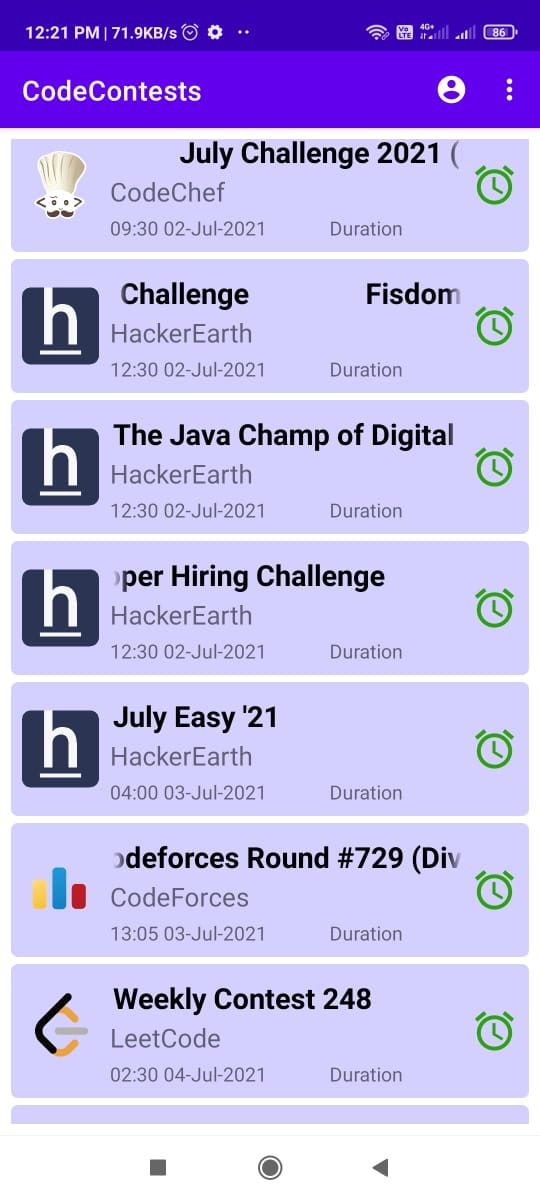 12:21 PM | 71.9KB/s
Vo LTE 4G+ 86
CodeContests
July Challenge 2021 (
CodeChef
09:30 02-Jul-2021 Duration
h
Challenge Fisdom
HackerEarth
12:30 02-Jul-2021 Duration
h
The Java Champ of Digital
HackerEarth
12:30 02-Jul-2021 Duration
h
per Hiring Challenge
HackerEarth
12:30 02-Jul-2021 Duration
h
July Easy '21
HackerEarth
04:00 03-Jul-2021 Duration
odeforces Round #729 (Div
CodeForces
13:05 03-Jul-2021 Duration
Weekly Contest 248
LeetCode
02:30 04-Jul-2021 Duration